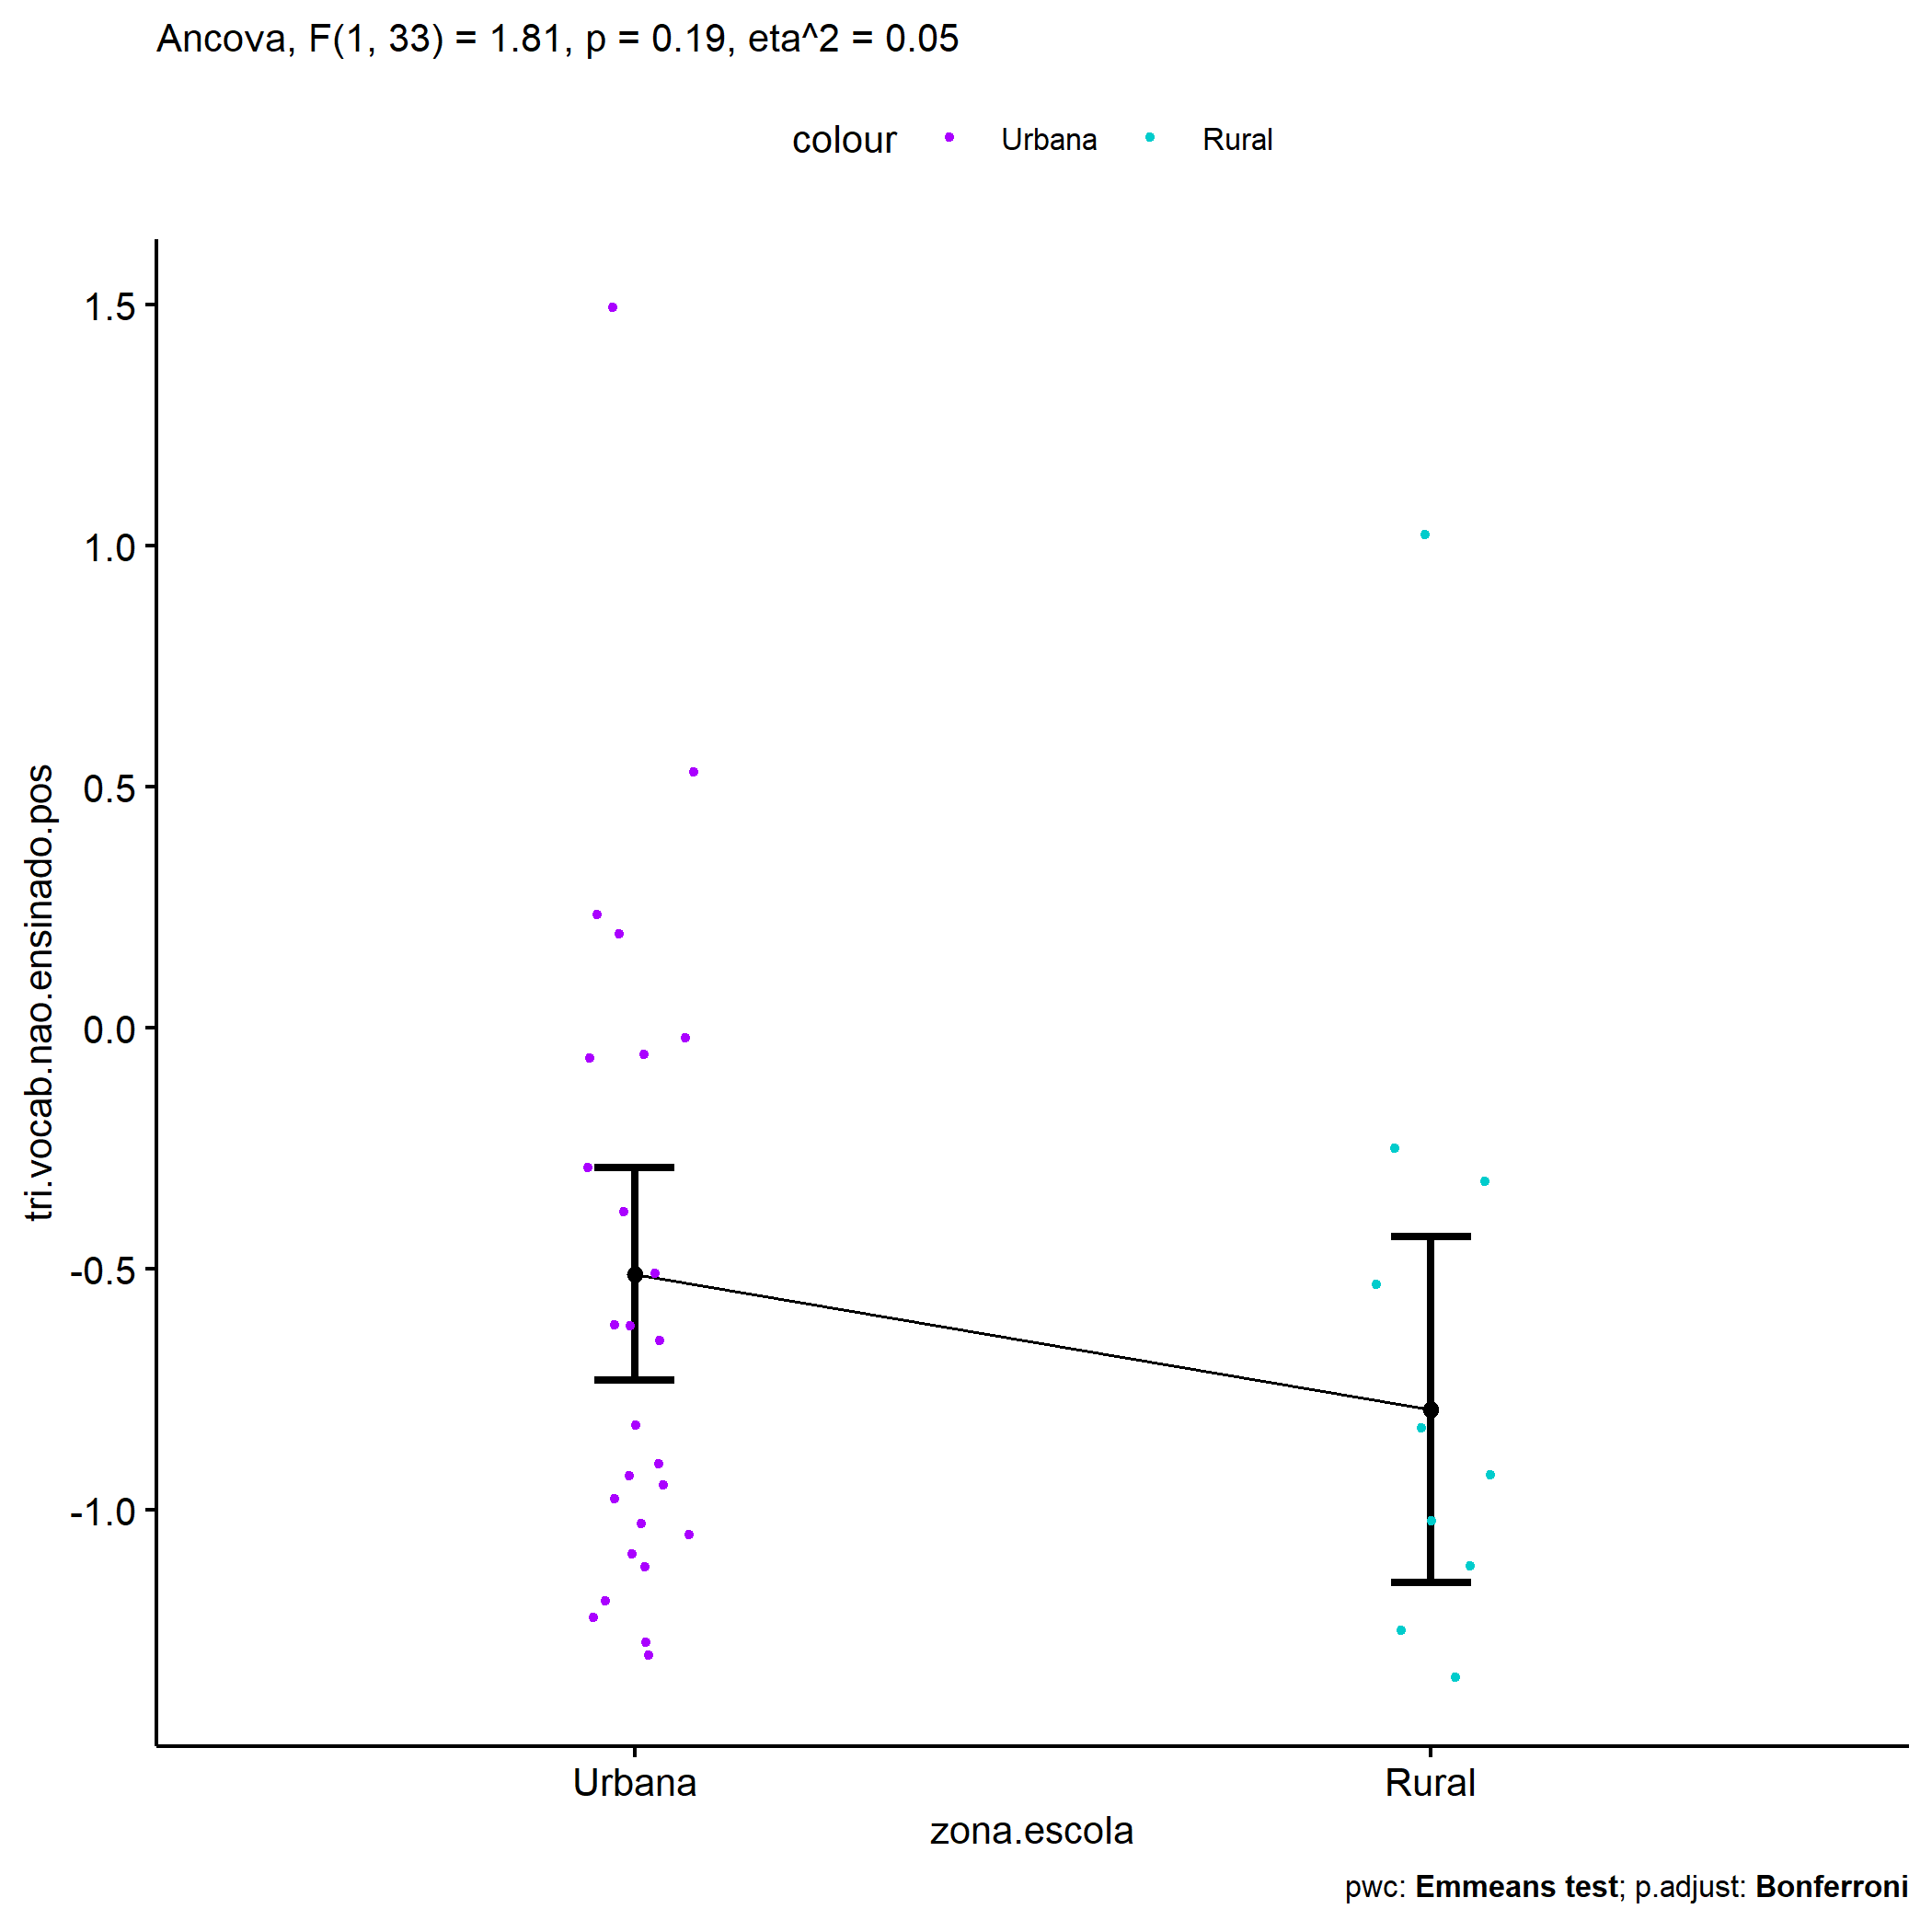 Ancova, F(1, 33) = 1.81, p = 0.19, eta^2 = 0.05
colour Urbana Rural
tri.vocab.nao.ensinado.pos
1.5
1.0
0.5
0.0
-0.5
-1.0
Urbana Rural
zona.escola
pwc: Emmeans test; p.adjust: Bonferroni